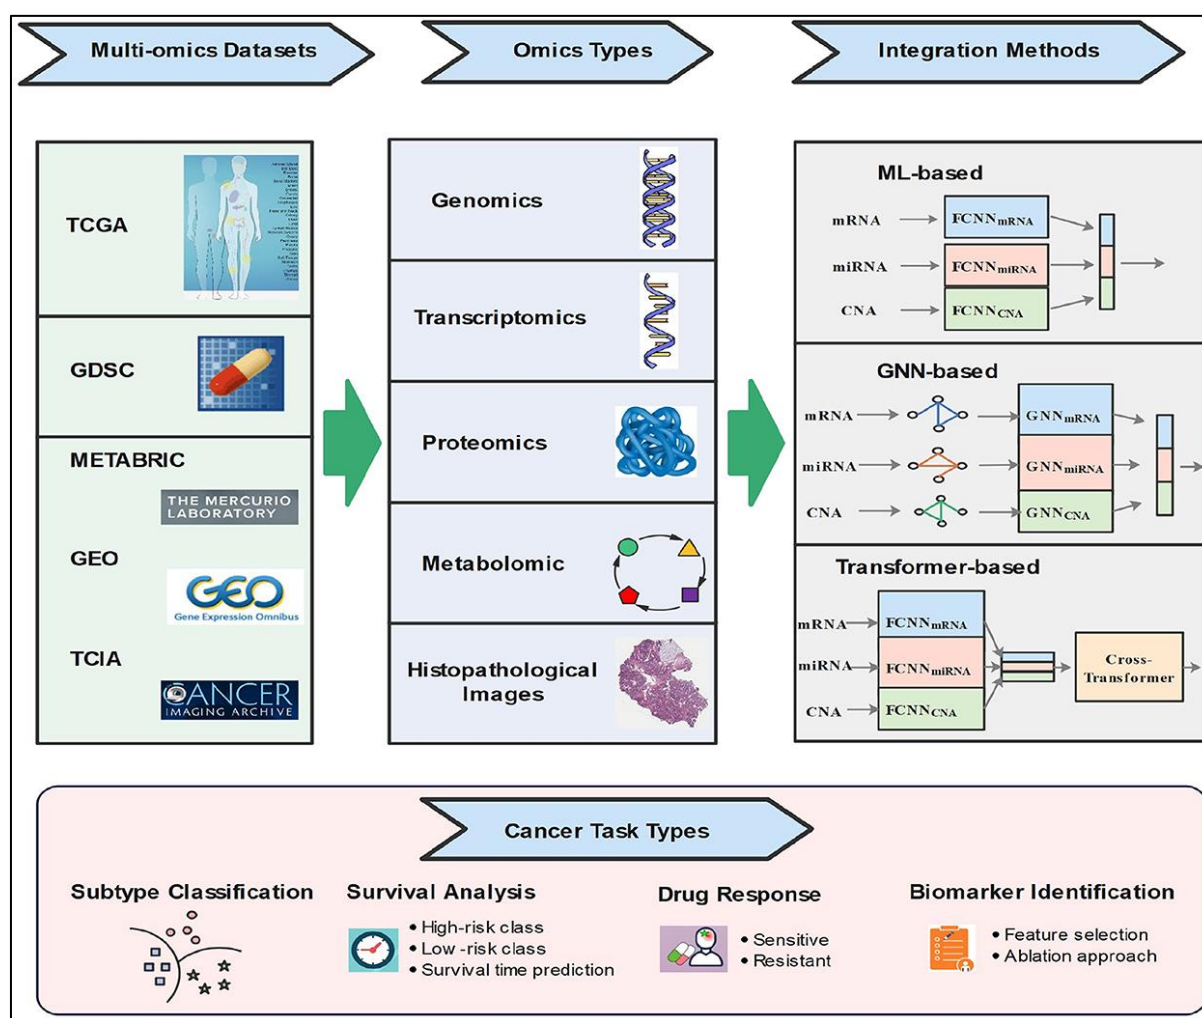 Multi-omics Datasets
Omics Types
Integration Methods
TCGA
GDSC
METABRIC
THE MERCURIO
LABORATORY
GEO
GEO
Gene Expression Omnibus
TCIA
CANCER
IMAGING ARCHIVE
Genomics
Transcriptomics
Proteomics
Metabolomic
Histopathological
Images
ML-based
mRNA
FCNNmRNA
miRNA
FCNNmiRNA
CNA
FCNNCNA
GNN-based
mRNA
GNNmRNA
miRNA
GNNmiRNA
CNA
GNNCNA
Transformer-based
mRNA
FCNNmRNA
miRNA
FCNNmiRNA
CNA
FCNNCNA
Cross-
Transformer
Cancer Task Types
Subtype Classification
Survival Analysis
• High-risk class
• Low -risk class
• Survival time prediction
Drug Response
• Sensitive
• Resistant
Biomarker Identification
• Feature selection
• Ablation approach